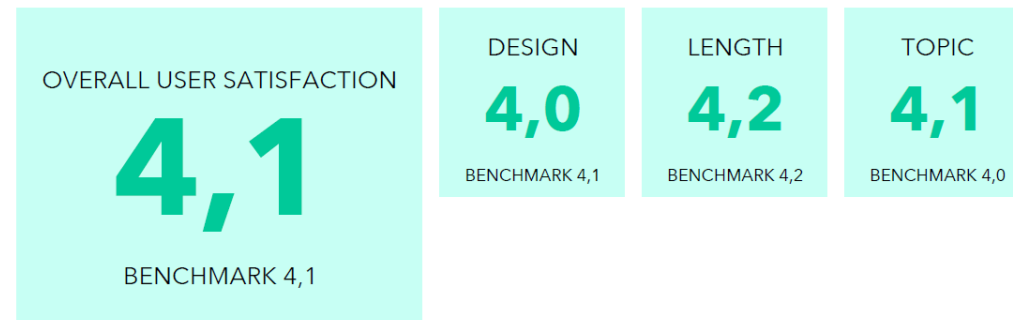 OVERALL USER SATISFACTION
4,1
BENCHMARK 4,1
DESIGN
4,0
BENCHMARK 4,1
LENGTH
4,2
BENCHMARK 4,2
TOPIC
4,1
BENCHMARK 4,0